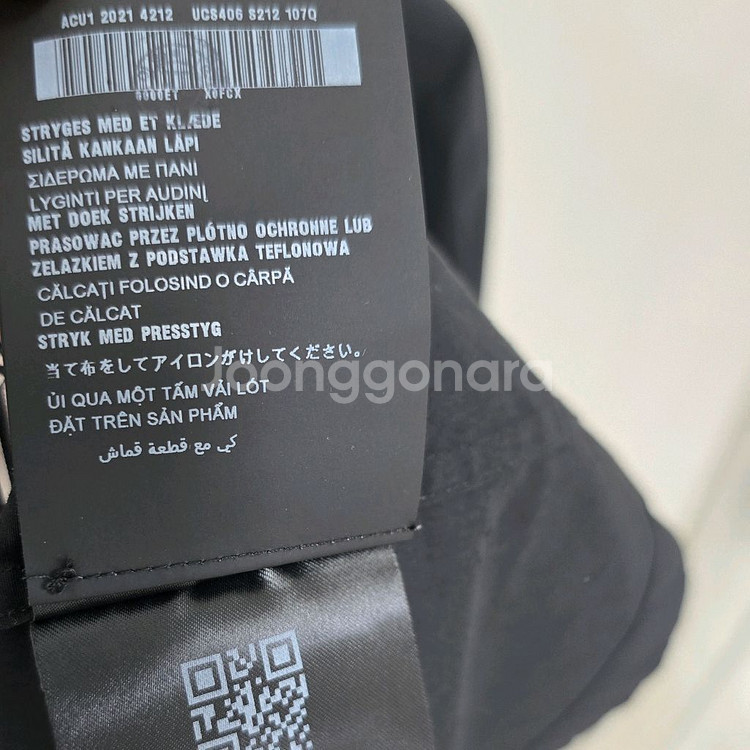 ACU1 2021 4212 UCS406 S212 107Q
STRYGES MED ET KLÆDE
SILITÄ KANKAAN LÄPI
ΣΙΔΕΡΩΜΑ ΜΕ ΠΑΝΙ
LYGINTI PER AUDINĮ
MET DOEK STRIJKEN
PRASOWAC PRZEZ PLÓTNO OCHRONNE LUB
ZELAZKIEM Z PODSTAWKA TEFLONOWA
CĂLCAȚI FOLOSIND O CÂRPĂ
DE CĂLCAT
STRYK MED PRESSTYG
当て布をしてアイロンがけしてください。
Joonggonara
ỦI QUA MỘT TẤM VẢI LÓT
ĐẶT TRÊN SẢN PHẨM
كي مع قطعة قماش